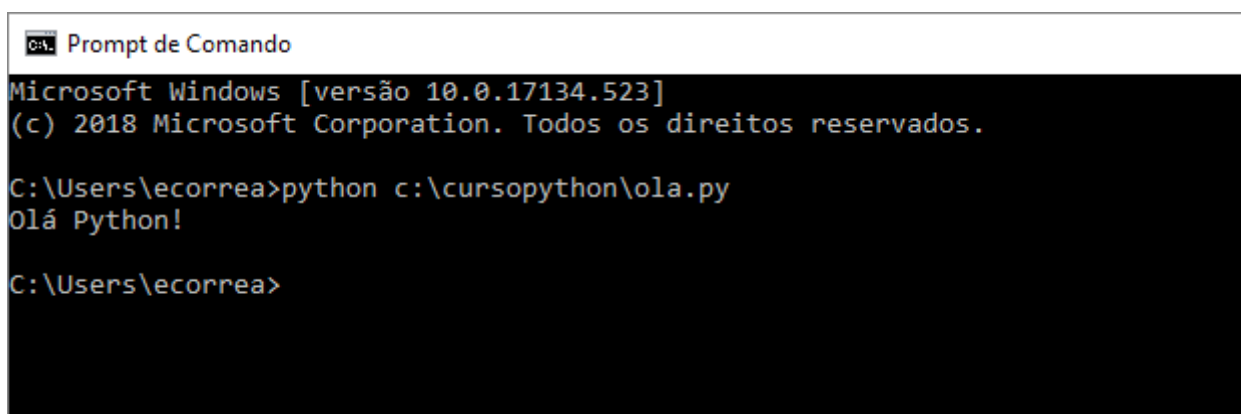 Prompt de Comando
Microsoft Windows [versão 10.0.17134.523]
(c) 2018 Microsoft Corporation. Todos os direitos reservados.
C:\Users\ecorrea>python c:\cursopython\ola.py
Olá Python!
C:\Users\ecorrea>